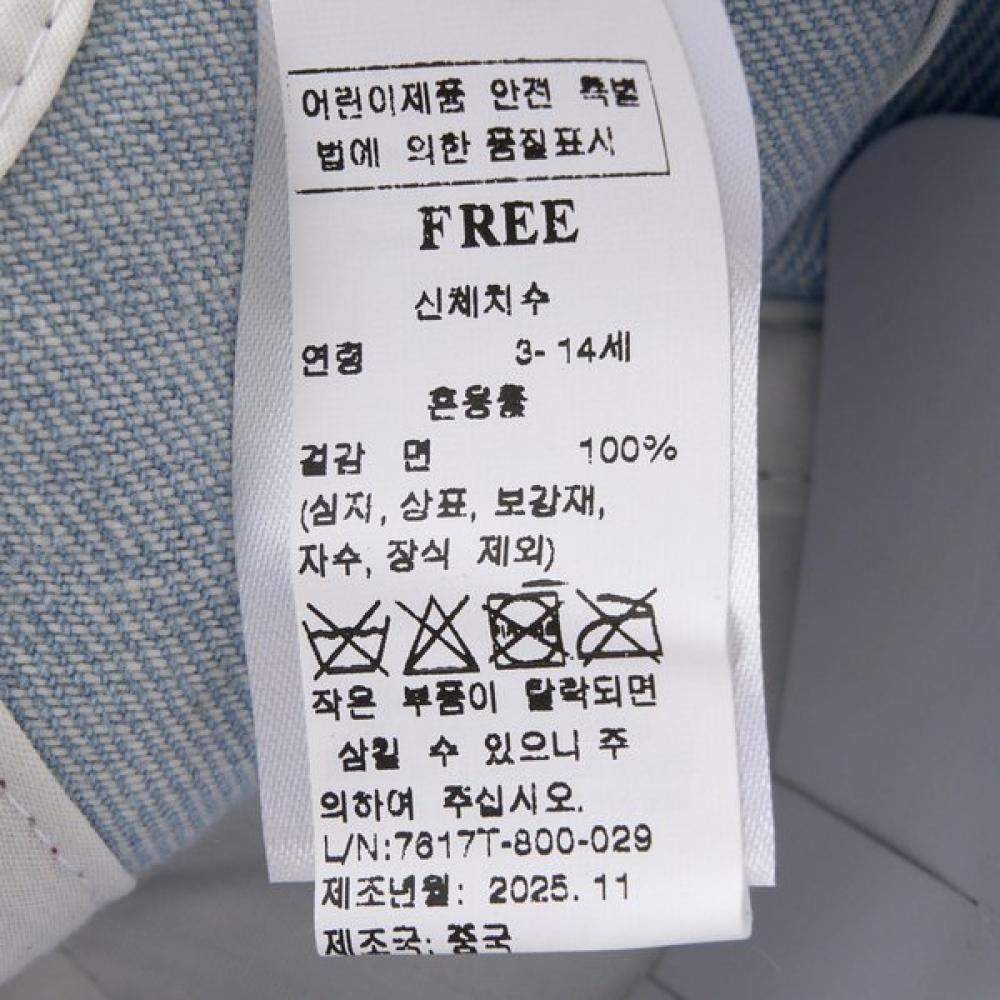 어린이제품 안전 특별
법에 의한 품질표시
FREE
신체치수
연령 3-14세
혼용률
겉감 면 100%
(심지, 상표, 보강재,
자수, 장식 제외)
작은 부품이 탈락되면
삼킬 수 있으니 주
의하여 주십시오.
L/N:7617T-800-029
제조년월: 2025.11
제조국: 중국